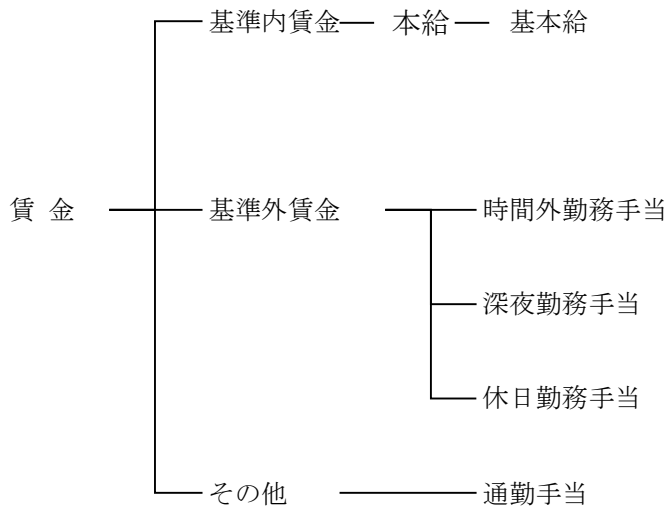 基準内賃金 本給 基本給
賃 金 基準外賃金 時間外勤務手当
深夜勤務手当
休日勤務手当
その他 通勤手当